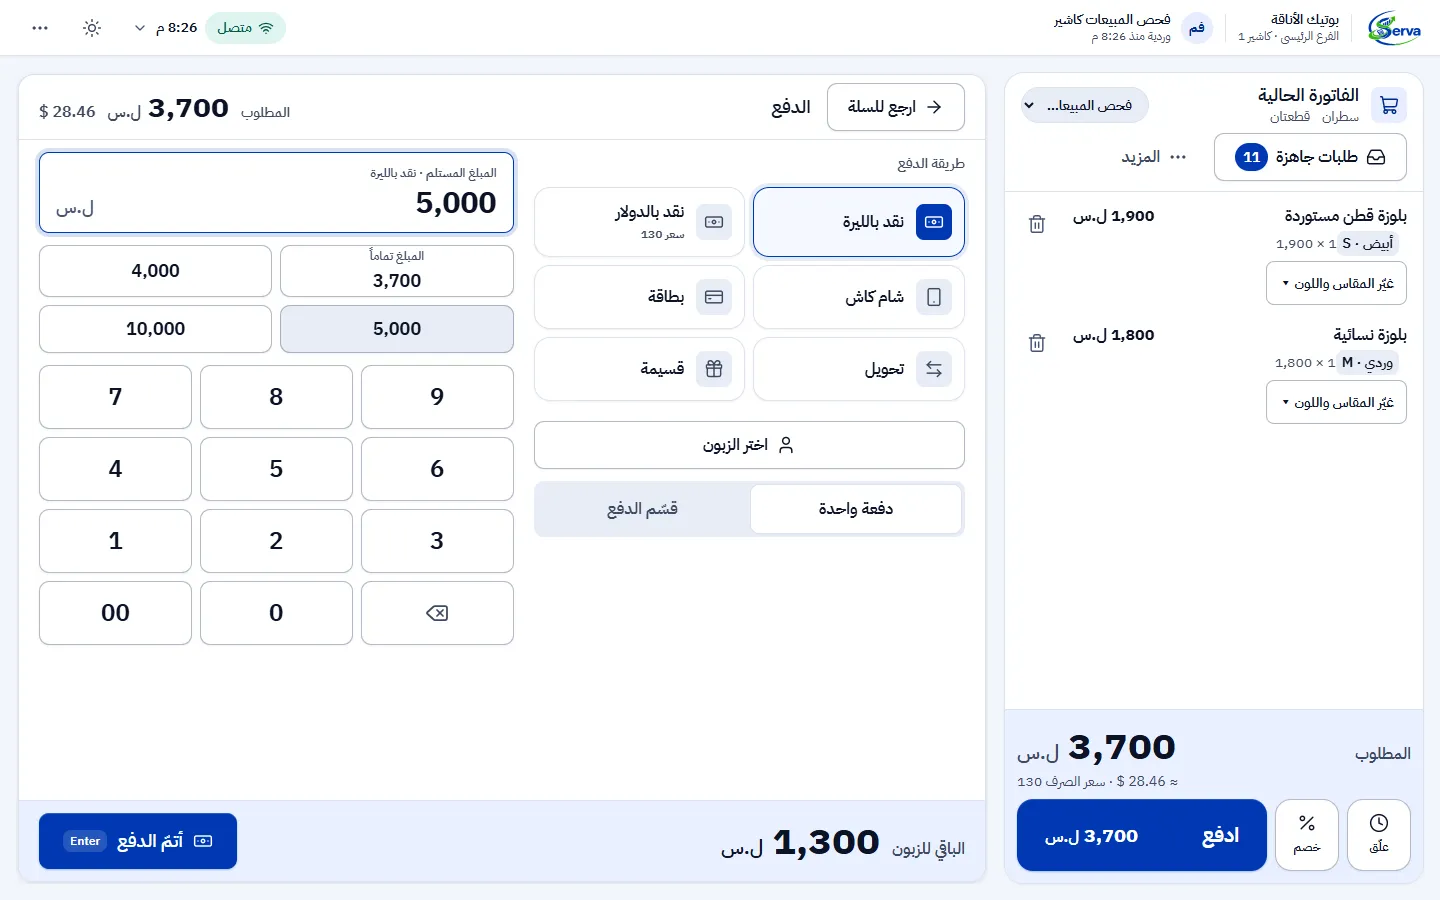 Serva
بوتيك الأناقة
الفرع الرئيسي · كاشير 1
فم
فحص المبيعات كاشير
وردية منذ 8:26 م
متصل
8:26 م
الفاتورة الحالية
سطران قطعتان
فحص المبيعا...
طلبات جاهزة 11
المزيد
بلوزة قطن مستوردة
1,900 ل.س
أبيض · S 1 × 1,900
غيّر المقاس واللون
بلوزة نسائية
1,800 ل.س
وردي · M 1 × 1,800
غيّر المقاس واللون
المطلوب
3,700 ل.س
≈ 28.46 $ · سعر الصرف 130
علّق
خصم
ادفع 3,700 ل.س
ارجع للسلة
الدفع
المطلوب 3,700 ل.س 28.46 $
طريقة الدفع
نقد بالليرة
نقد بالدولار
سعر 130
شام كاش
بطاقة
تحويل
قسيمة
اختر الزبون
دفعة واحدة
قسّم الدفع
المبلغ المستلم · نقد بالليرة
5,000 ل.س
المبلغ تماماً
3,700
4,000
5,000
10,000
7 8 9
4 5 6
1 2 3
00 0
الباقي للزبون 1,300 ل.س
أتمّ الدفع Enter